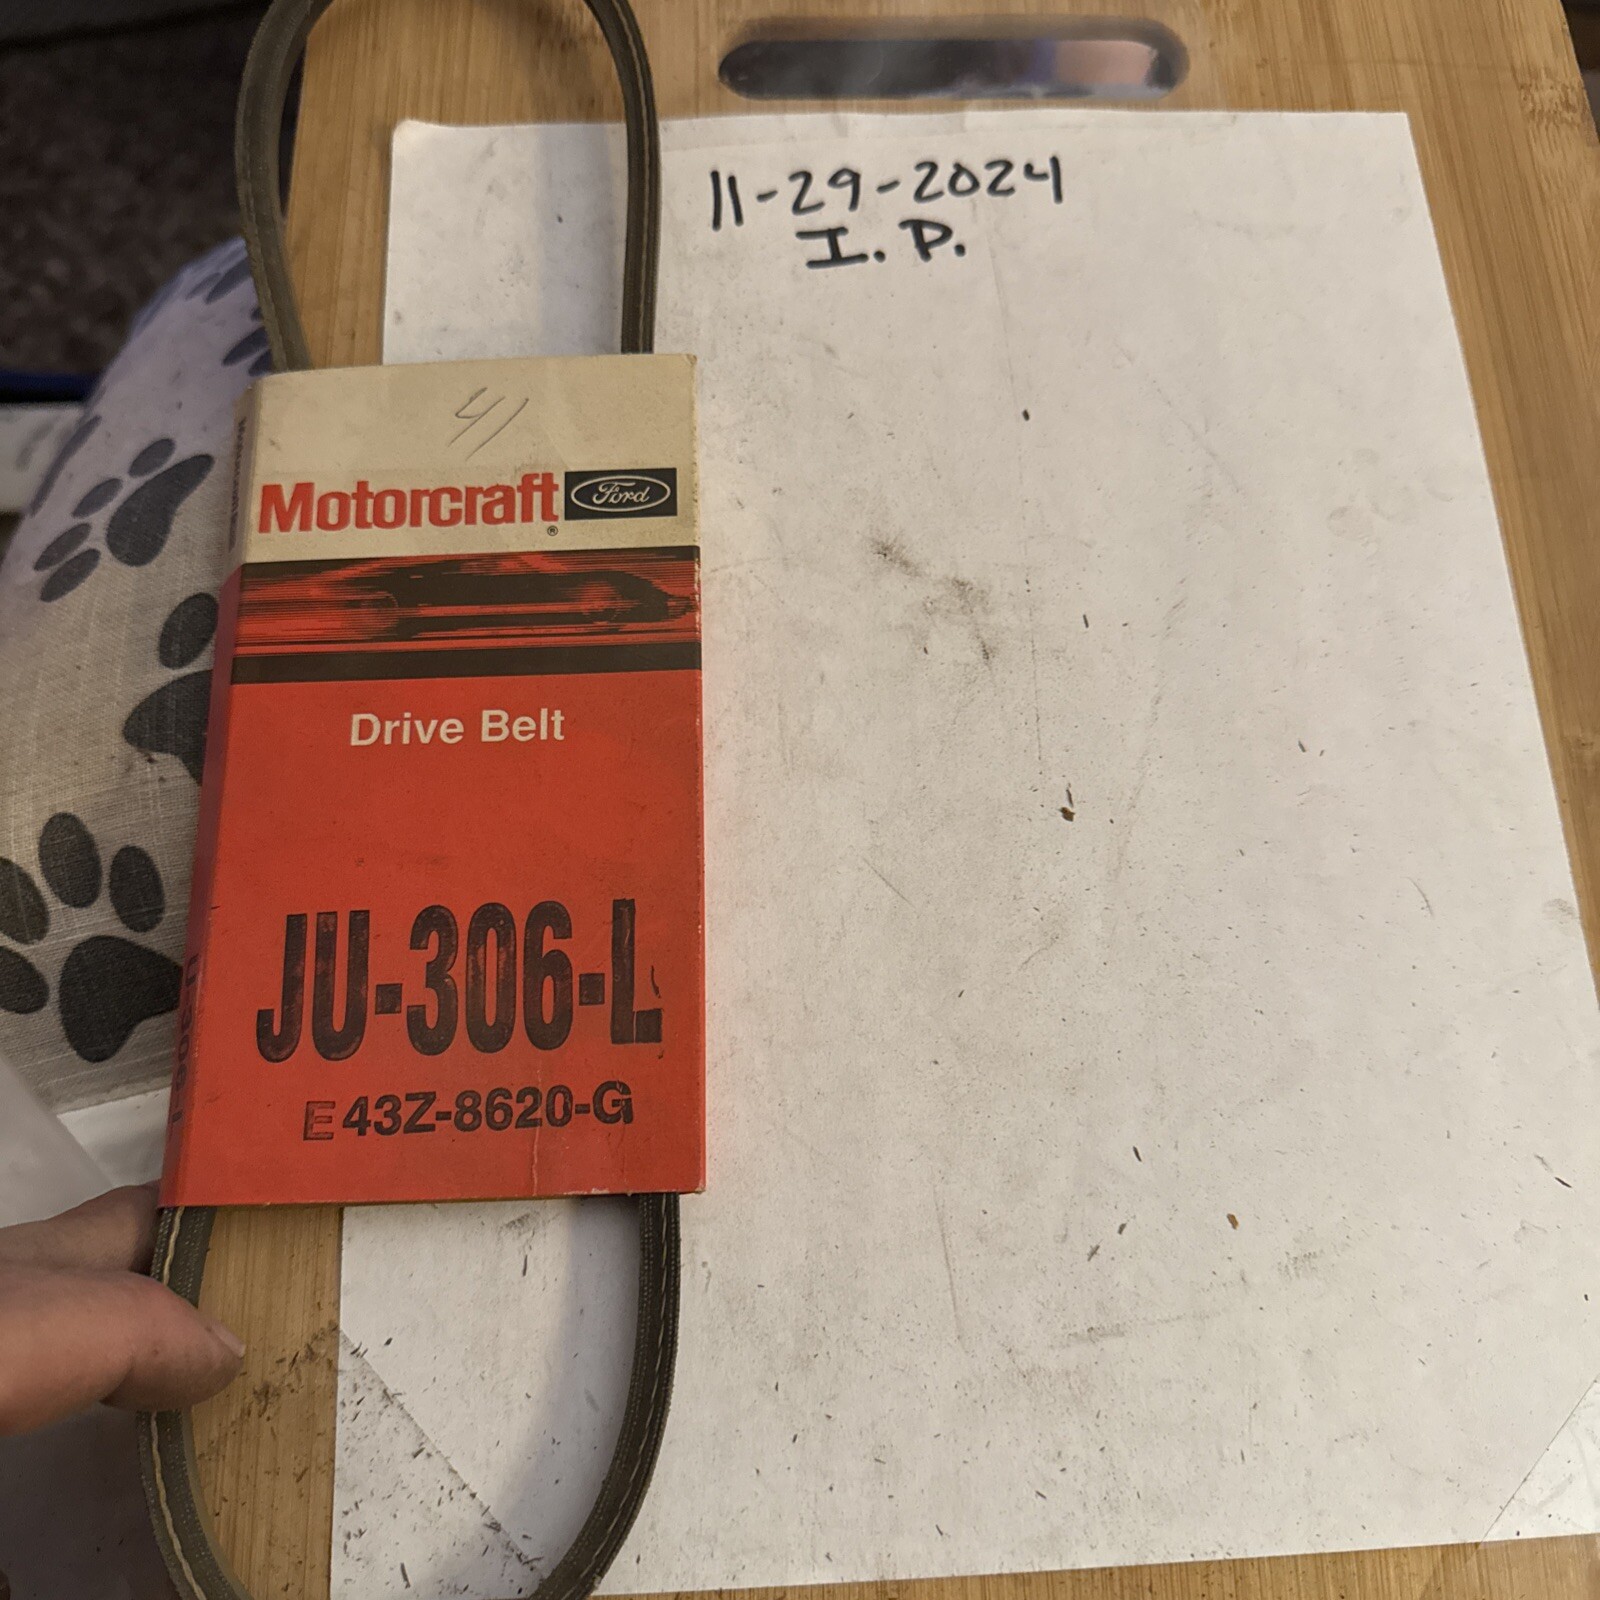 11-29-2024
I. P.
41
Motorcraft® Ford
Drive Belt
JU-306-L
E43Z-8620-G